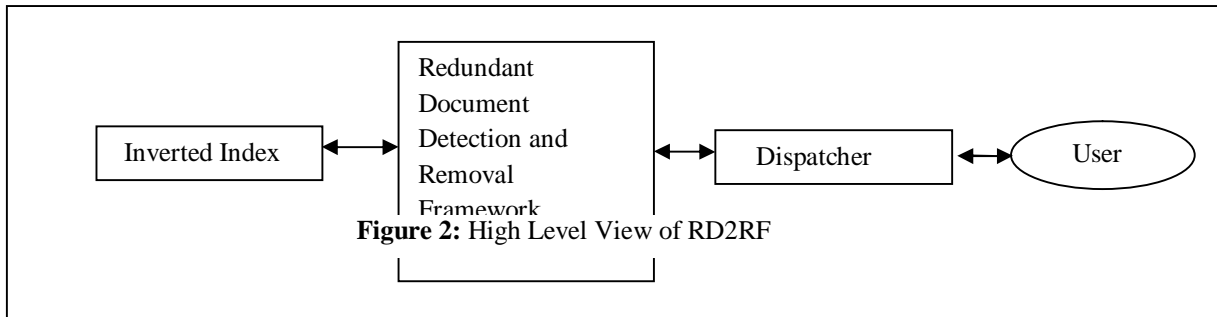 Inverted Index
Redundant
Document
Detection and
Removal
Framework
Dispatcher
User
Figure 2: High Level View of RD2RF